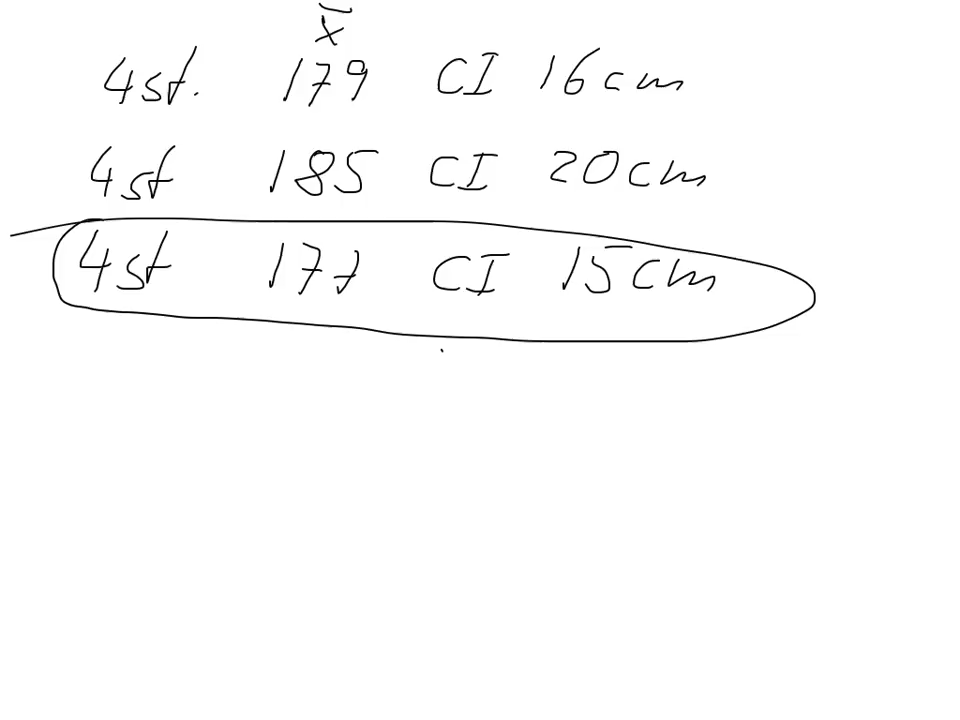 x̄
4st. 179 CI 16cm
4st 185 CI 20cm
4st 177 CI 15cm